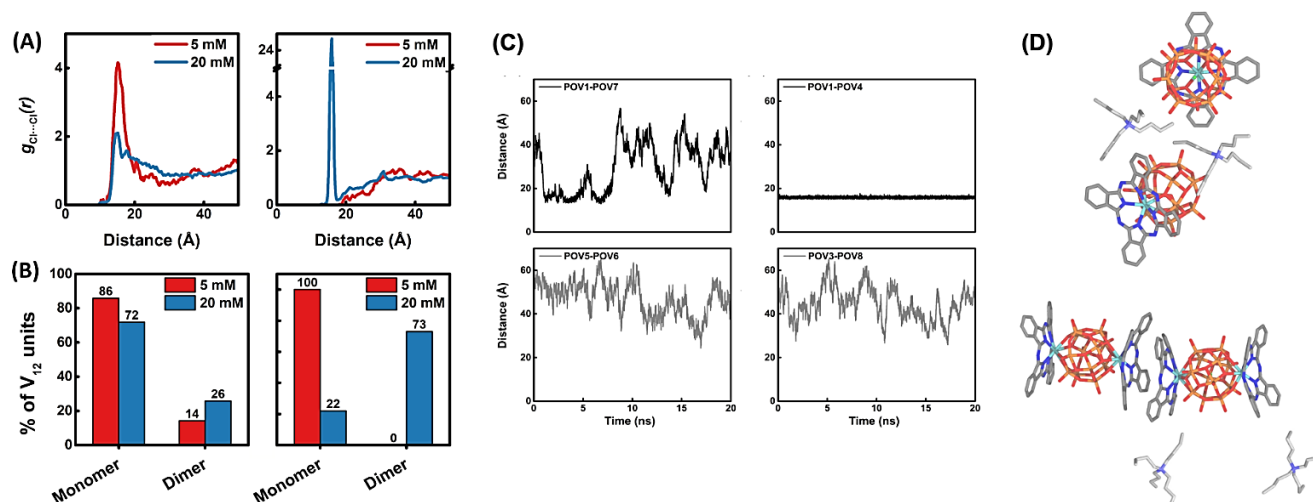 (A)
g_Cl···Cl(r)
4
2
0
5 mM
20 mM
0 20 40
Distance (Å)
24
4
2
0
5 mM
20 mM
0 20 40
Distance (Å)
(B)
% of V12 units
100
80
60
40
20
0
5 mM
20 mM
86
72
14
26
Monomer
Dimer
5 mM
20 mM
100
22
0
73
Monomer
Dimer
(C)
Distance (Å)
60
40
20
0
POV1-POV7
60
40
20
0
POV1-POV4
Distance (Å)
60
40
20
0
POV5-POV6
0 5 10 15 20
Time (ns)
60
40
20
0
POV3-POV8
0 5 10 15 20
Time (ns)
(D)